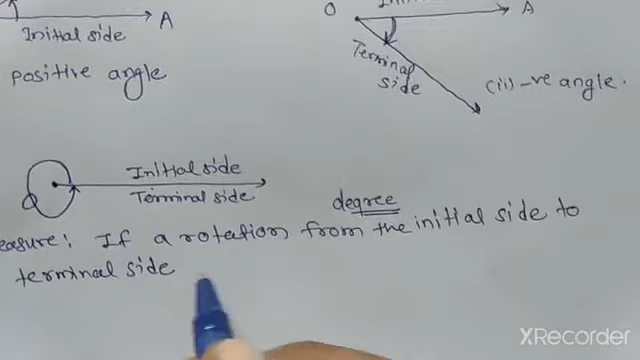 O
A
Initial side
A
Terminal
side
positive angle
(ii) -ve angle.
Initial side
Terminal side
degree
If a rotation from the initial side to
terminal side
XRecorder